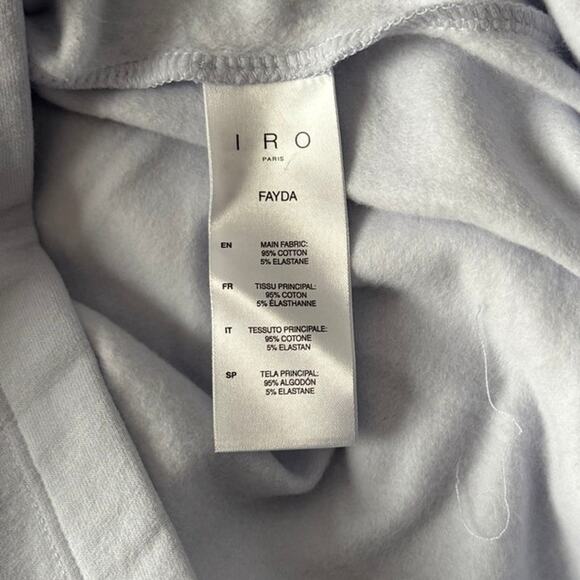 IRO
PARIS
FAYDA
EN MAIN FABRIC:
95% COTTON
5% ELASTANE
FR TISSU PRINCIPAL:
95% COTON
5% ÉLASTHANNE
IT TESSUTO PRINCIPALE:
95% COTONE
5% ELASTAN
SP TELA PRINCIPAL:
95% ALGODÓN
5% ELASTANE